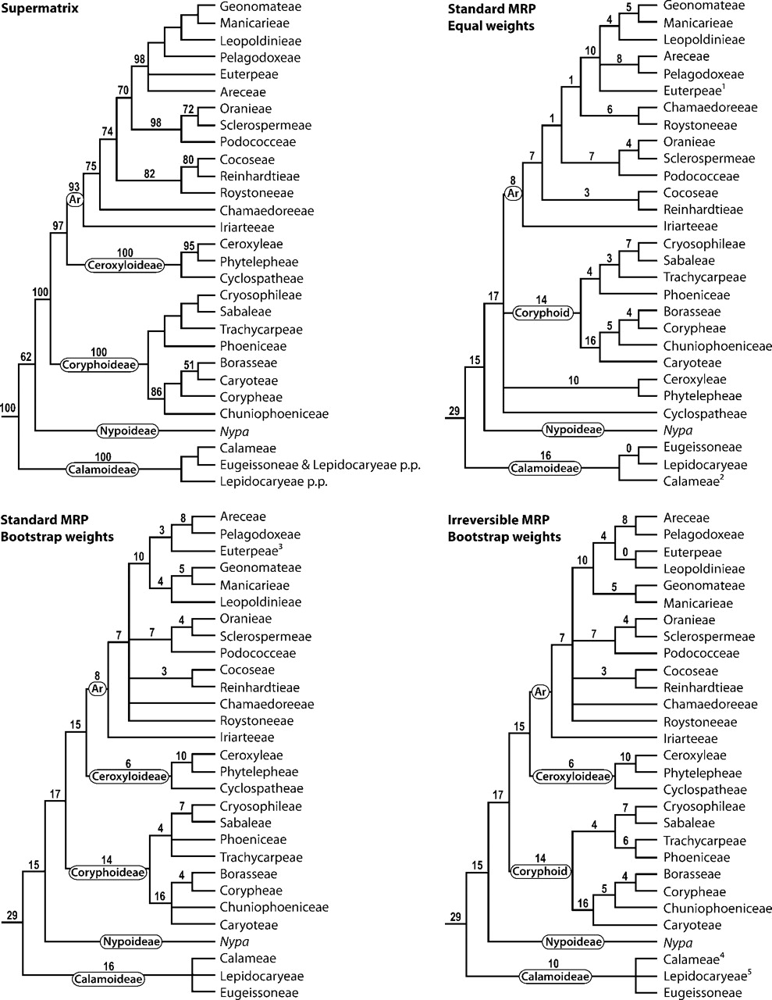 Supermatrix
Geonomateae
Manicarieae
Leopoldinieae
98
Pelagodoxeae
Euterpeae
70
Areceae
72
Oranieae
98
Sclerospermeae
74
Podococceae
80
Cocoseae
75
82
Reinhardtieae
93
Roystoneeae
Ar
Chamaedoreeae
97
Iriarteeae
95
Ceroxyleae
100
Ceroxyloideae
Phytelepheae
Cyclospatheae
100
Cryosophileae
Sabaleae
Trachycarpeae
62
100
Coryphoideae
Phoeniceae
51
Borasseae
86
Caryoteae
Corypheae
100
Chuniophoeniceae
Nypoideae
Nypa
100
Calamoideae
Calameae
Eugeissoneae & Lepidocaryeae p.p.
Lepidocaryeae p.p.
Standard MRP
Equal weights
5
Geonomateae
4
Manicarieae
Leopoldinieae
10
8
Areceae
Pelagodoxeae
1
Euterpeae1
6
Chamaedoreeae
1
Roystoneeae
4
Oranieae
7
7
Sclerospermeae
Podococceae
8
Ar
3
Cocoseae
Reinhardtieae
Iriarteeae
7
Cryosophileae
3
Sabaleae
4
Trachycarpeae
17
14
Coryphoid
Phoeniceae
4
Borasseae
5
Corypheae
16
Chuniophoeniceae
15
Caryoteae
10
Ceroxyleae
Phytelepheae
29
Cyclospatheae
Nypoideae
Nypa
16
Calamoideae
0
Eugeissoneae
Lepidocaryeae
Calameae2
Standard MRP
Bootstrap weights
8
Areceae
3
Pelagodoxeae
10
Euterpeae3
5
Geonomateae
4
Manicarieae
Leopoldinieae
4
Oranieae
7
7
Sclerospermeae
Podococceae
8
Ar
3
Cocoseae
Reinhardtieae
Chamaedoreeae
Roystoneeae
15
Iriarteeae
10
Ceroxyleae
6
Ceroxyloideae
Phytelepheae
Cyclospatheae
17
7
Cryosophileae
4
Sabaleae
Phoeniceae
14
Coryphoideae
Trachycarpeae
15
4
Borasseae
16
Corypheae
Chuniophoeniceae
29
Caryoteae
Nypoideae
Nypa
16
Calamoideae
Calameae
Lepidocaryeae
Eugeissoneae
Irreversible MRP
Bootstrap weights
8
Areceae
4
Pelagodoxeae
10
0
Euterpeae
Leopoldinieae
5
Geonomateae
Manicarieae
4
Oranieae
7
7
Sclerospermeae
Podococceae
Ar
3
Cocoseae
Reinhardtieae
Chamaedoreeae
Roystoneeae
15
Iriarteeae
10
Ceroxyleae
6
Ceroxyloideae
Phytelepheae
Cyclospatheae
17
7
Cryosophileae
4
Sabaleae
6
Trachycarpeae
14
Coryphoid
Phoeniceae
15
4
Borasseae
5
Corypheae
16
Chuniophoeniceae
29
Caryoteae
Nypoideae
Nypa
10
Calamoideae
Calameae4
Lepidocaryeae5
Eugeissoneae